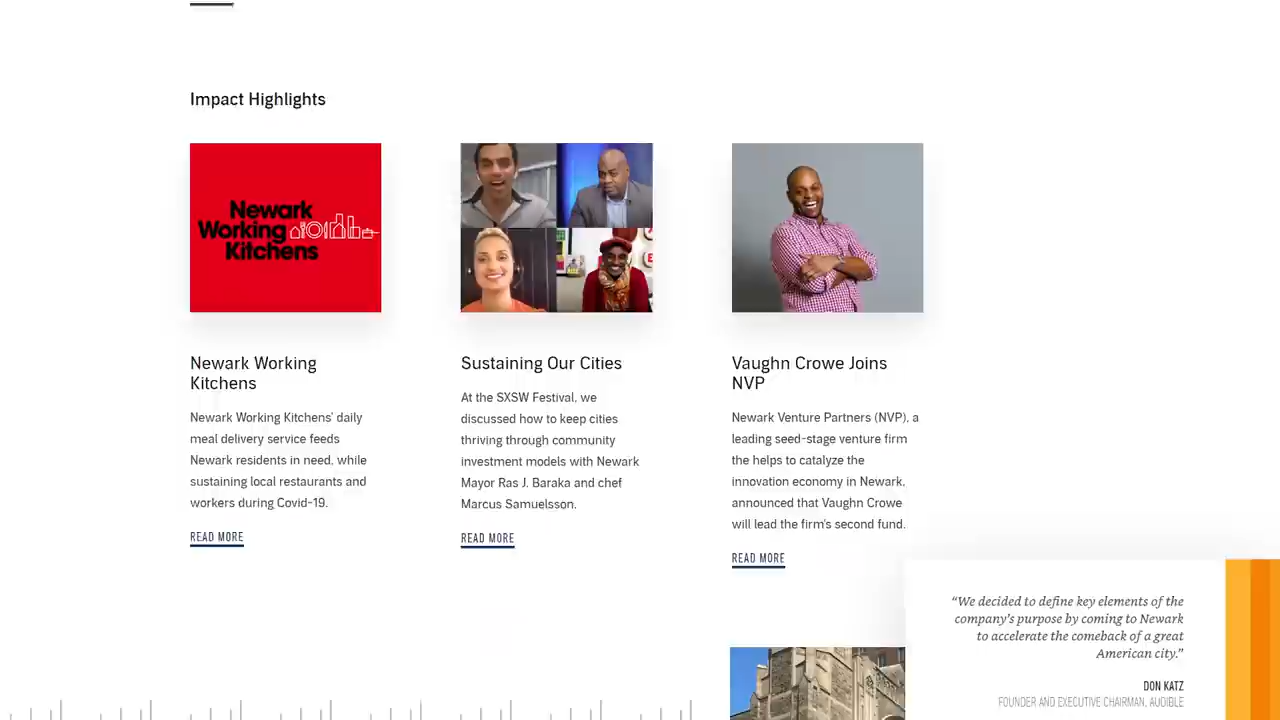 Impact Highlights
Newark
Working
Kitchens
Newark Working
Kitchens
Newark Working Kitchens' daily
meal delivery service feeds
Newark residents in need, while
sustaining local restaurants and
workers during Covid-19.
READ MORE
Sustaining Our Cities
At the SXSW Festival, we
discussed how to keep cities
thriving through community
investment models with Newark
Mayor Ras J. Baraka and chef
Marcus Samuelsson.
READ MORE
Vaughn Crowe Joins
NVP
Newark Venture Partners (NVP), a
leading seed-stage venture firm
the helps to catalyze the
innovation economy in Newark,
announced that Vaughn Crowe
will lead the firm's second fund.
READ MORE
“We decided to define key elements of the
company's purpose by coming to Newark
to accelerate the comeback of a great
American city.”
DON KATZ
FOUNDER AND EXECUTIVE CHAIRMAN, AUDIBLE